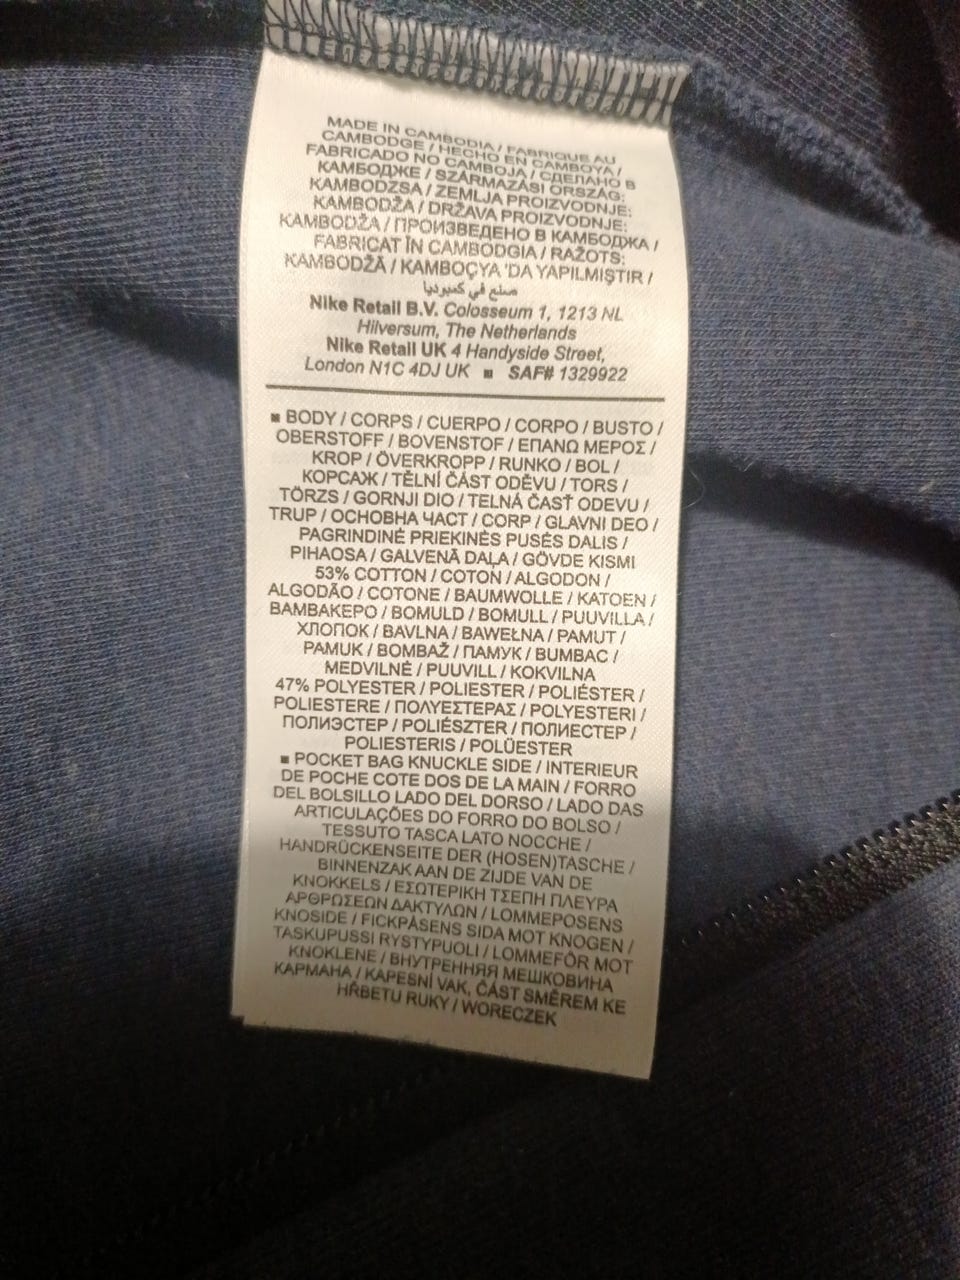 MADE IN CAMBODIA / FABRIQUE AU
CAMBODGE / HECHO EN CAMBOYA /
FABRICADO NO CAMBOJA / СДЕЛАНО В
КАМБОДЖЕ / SZÁRMAZÁSI ORSZÁG:
KAMBODZSA / ZEMLJA PROIZVODNJE:
KAMBODŽA / DRŽAVA PROIZVODNJE:
KAMBODŽA / ПРОИЗВЕДЕНО В КАМБОДЖА /
FABRICAT ÎN CAMBODGIA / RAŽOTS:
KAMBODŽĀ / KAMBOÇYA 'DA YAPILMIŞTIR /
صنع في كمبوديا
Nike Retail B.V. Colosseum 1, 1213 NL
Hilversum, The Netherlands
Nike Retail UK 4 Handyside Street,
London N1C 4DJ UK ■ SAF# 1329922
■ BODY / CORPS / CUERPO / CORPO / BUSTO /
OBERSTOFF / BOVENSTOF / ΕΠΑΝΩ ΜΕΡΟΣ /
KROP / ÖVERKROPP / RUNKO / BOL /
КОРСАЖ / TĚLNÍ ČÁST ODĚVU / TORS /
TÖRZS / GORNJI DIO / TELNÁ ČASŤ ODEVU /
TRUP / ОСНОВНА ЧАСТ / CORP / GLAVNI DEO /
PAGRINDINĖ PRIEKINĖS PUSĖS DALIS /
PIHAOSA / GALVENĀ DAĻA / GÖVDE KISMI
53% COTTON / COTON / ALGODON /
ALGODÃO / COTONE / BAUMWOLLE / KATOEN /
ΒΑΜΒΑΚΕΡΟ / BOMULD / BOMULL / PUUVILLA /
ХЛОПОК / BAVLNA / BAWEŁNA / PAMUT /
PAMUK / BOMBAŽ / ПАМУК / BUMBAC /
MEDVILNĖ / PUUVILL / KOKVILNA
47% POLYESTER / POLIESTER / POLIÉSTER /
POLIESTERE / ΠΟΛΥΕΣΤΕΡΑΣ / POLYESTERI /
ПОЛИЭСТЕР / POLIÉSZTER / ПОЛИЕСТЕР /
POLIESTERIS / POLÜESTER
■ POCKET BAG KNUCKLE SIDE / INTERIEUR
DE POCHE COTE DOS DE LA MAIN / FORRO
DEL BOLSILLO LADO DEL DORSO / LADO DAS
ARTICULAÇÕES DO FORRO DO BOLSO /
TESSUTO TASCA LATO NOCCHE /
HANDRÜCKENSEITE DER (HOSEN)TASCHE /
BINNENZAK AAN DE ZIJDE VAN DE
KNOKKELS / ΕΣΩΤΕΡΙΚΗ ΤΣΕΠΗ ΠΛΕΥΡΑ
ΑΡΘΡΩΣΕΩΝ ΔΑΚΤΥΛΩΝ / LOMMEPOSENS
KNOSIDE / FICKPÅSENS SIDA MOT KNOGEN /
TASKUPUSSI RYSTYPUOLI / LOMMEFÔR MOT
KNOKLENE / ВНУТРЕННЯЯ МЕШКОВИНА
КАРМАНА / KAPESNÍ VAK, ČÁST SMĚREM KE
HŘBETU RUKY / WORECZEK